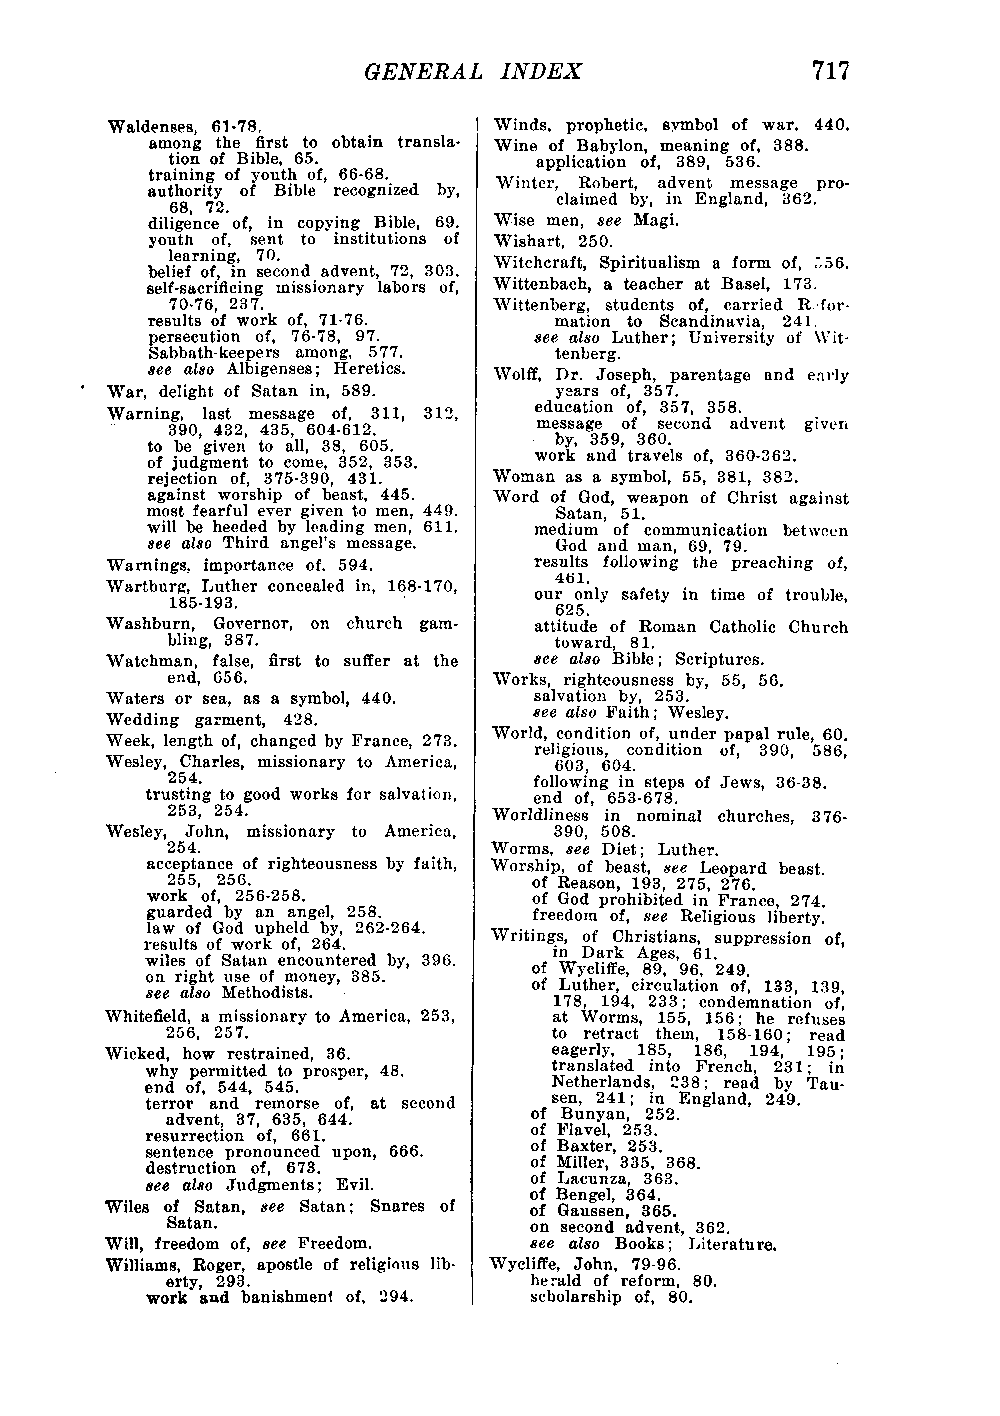 GENERAL INDEX 717
Waldenses, 61-78.
among the first to obtain transla-
tion of Bible, 65.
training of youth of, 66-68.
authority of Bible recognized by,
68, 72.
diligence of, in copying Bible, 69.
youth of, sent to institutions of
learning, 70.
belief of, in second advent, 72, 303.
self-sacrificing missionary labors of,
70-76, 237.
results of work of, 71-76.
persecution of, 76-78, 97.
Sabbath-keepers among, 577.
see also Albigenses; Heretics.
War, delight of Satan in, 589.
Warning, last message of, 311, 312,
390, 432, 435, 604-612.
to be given to all, 38, 605.
of judgment to come, 352, 353.
rejection of, 375-390, 431.
against worship of beast, 445.
most fearful ever given to men, 449.
will be heeded by leading men, 611.
see also Third angel's message.
Warnings, importance of, 594.
Wartburg, Luther concealed in, 168-170,
185-193.
Washburn, Governor, on church gam-
bling, 387.
Watchman, false, first to suffer at the
end, 656.
Waters or sea, as a symbol, 440.
Wedding garment, 428.
Week, length of, changed by France, 273.
Wesley, Charles, missionary to America,
254.
trusting to good works for salvation,
253, 254.
Wesley, John, missionary to America,
254.
acceptance of righteousness by faith,
255, 256.
work of, 256-258.
guarded by an angel, 258.
law of God upheld by, 262-264.
results of work of, 264.
wiles of Satan encountered by, 396.
on right use of money, 385.
see also Methodists.
Whitefield, a missionary to America, 253,
256, 257.
Wicked, how restrained, 36.
why permitted to prosper, 48.
end of, 544, 545.
terror and remorse of, at second
advent, 37, 635, 644.
resurrection of, 661.
sentence pronounced upon, 666.
destruction of, 673.
see also Judgments; Evil.
Wiles of Satan, see Satan; Snares of
Satan.
Will, freedom of, see Freedom.
Williams, Roger, apostle of religious lib-
erty, 293.
work and banishment of, 294.
Winds, prophetic, symbol of war, 440.
Wine of Babylon, meaning of, 388.
application of, 389, 536.
Winter, Robert, advent message pro-
claimed by, in England, 362.
Wise men, see Magi.
Wishart, 250.
Witchcraft, Spiritualism a form of, 556.
Wittenbach, a teacher at Basel, 173.
Wittenberg, students of, carried Refor-
mation to Scandinavia, 241.
see also Luther; University of Wit-
tenberg.
Wolff, Dr. Joseph, parentage and early
years of, 357.
education of, 357, 358.
message of second advent given
by, 359, 360.
work and travels of, 360-362.
Woman as a symbol, 55, 381, 382.
Word of God, weapon of Christ against
Satan, 51.
medium of communication between
God and man, 69, 79.
results following the preaching of,
461.
our only safety in time of trouble,
625.
attitude of Roman Catholic Church
toward, 81.
see also Bible; Scriptures.
Works, righteousness by, 55, 56.
salvation by, 253.
see also Faith; Wesley.
World, condition of, under papal rule, 60.
religious, condition of, 390, 586,
603, 604.
following in steps of Jews, 36-38.
end of, 653-678.
Worldliness in nominal churches, 376-
390, 508.
Worms, see Diet; Luther.
Worship, of beast, see Leopard beast.
of Reason, 193, 275, 276.
of God prohibited in France, 274.
freedom of, see Religious liberty.
Writings, of Christians, suppression of,
in Dark Ages, 61.
of Wycliffe, 89, 96, 249.
of Luther, circulation of, 133, 139,
178, 194, 233; condemnation of,
at Worms, 155, 156; he refuses
to retract them, 158-160; read
eagerly, 185, 186, 194, 195;
translated into French, 231; in
Netherlands, 238; read by Tau-
sen, 241; in England, 249.
of Bunyan, 252.
of Flavel, 253.
of Baxter, 253.
of Miller, 335, 368.
of Lacunza, 363.
of Bengel, 364.
of Gaussen, 365.
on second advent, 362.
see also Books; Literature.
Wycliffe, John, 79-96.
herald of reform, 80.
scholarship of, 80.